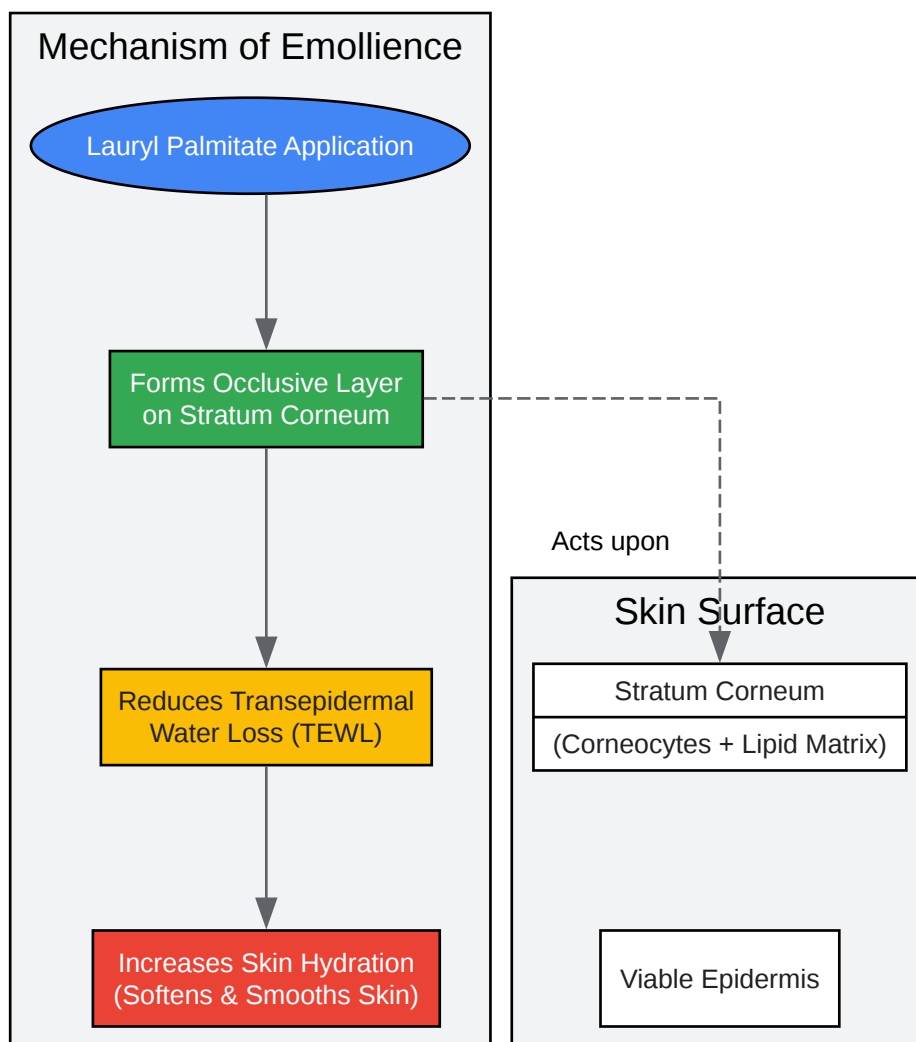 Mechanism of Emollience
Lauryl Palmitate Application
Forms Occlusive Layer
on Stratum Corneum
Acts upon
Skin Surface
Reduces Transepidermal
Water Loss (TEWL)
Stratum Corneum
(Corneocytes + Lipid Matrix)
Increases Skin Hydration
(Softens & Smooths Skin)
Viable Epidermis